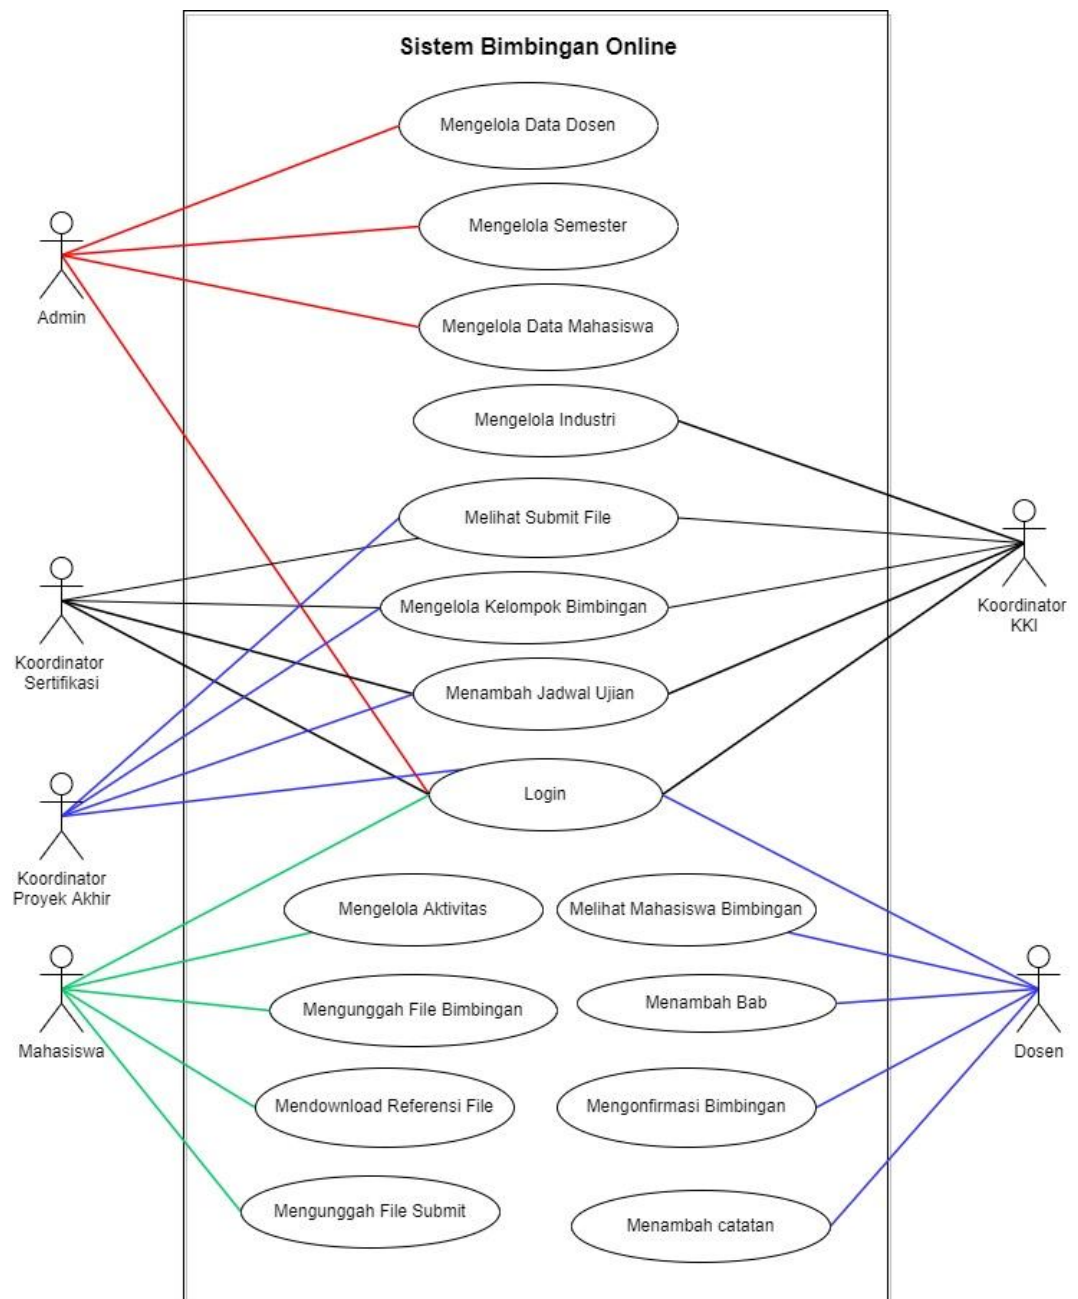 Sistem Bimbingan Online
Mengelola Data Dosen
Mengelola Semester
Admin
Mengelola Data Mahasiswa
Mengelola Industri
Melihat Submit File
Koordinator
KKI
Mengelola Kelompok Bimbingan
Koordinator
Sertifikasi
Menambah Jadwal Ujian
Login
Koordinator
Proyek Akhir
Mengelola Aktivitas
Melihat Mahasiswa Bimbingan
Mengunggah File Bimbingan
Menambah Bab
Mahasiswa
Dosen
Mendownload Referensi File
Mengonfirmasi Bimbingan
Mengunggah File Submit
Menambah catatan